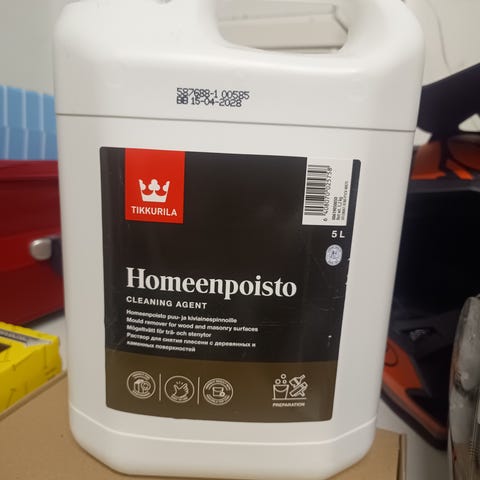 587688-1 00585
BB 15-04-2028
TIKKURILA
5 L
Homeenpoisto
CLEANING AGENT
Homeenpoisto puu- ja kiviainespinnoille
Mould remover for wood and masonry surfaces
Mögeltvätt för trä- och stenytor
Раствор для снятия плесени с деревянных и
каменных поверхностей
PREPARATION